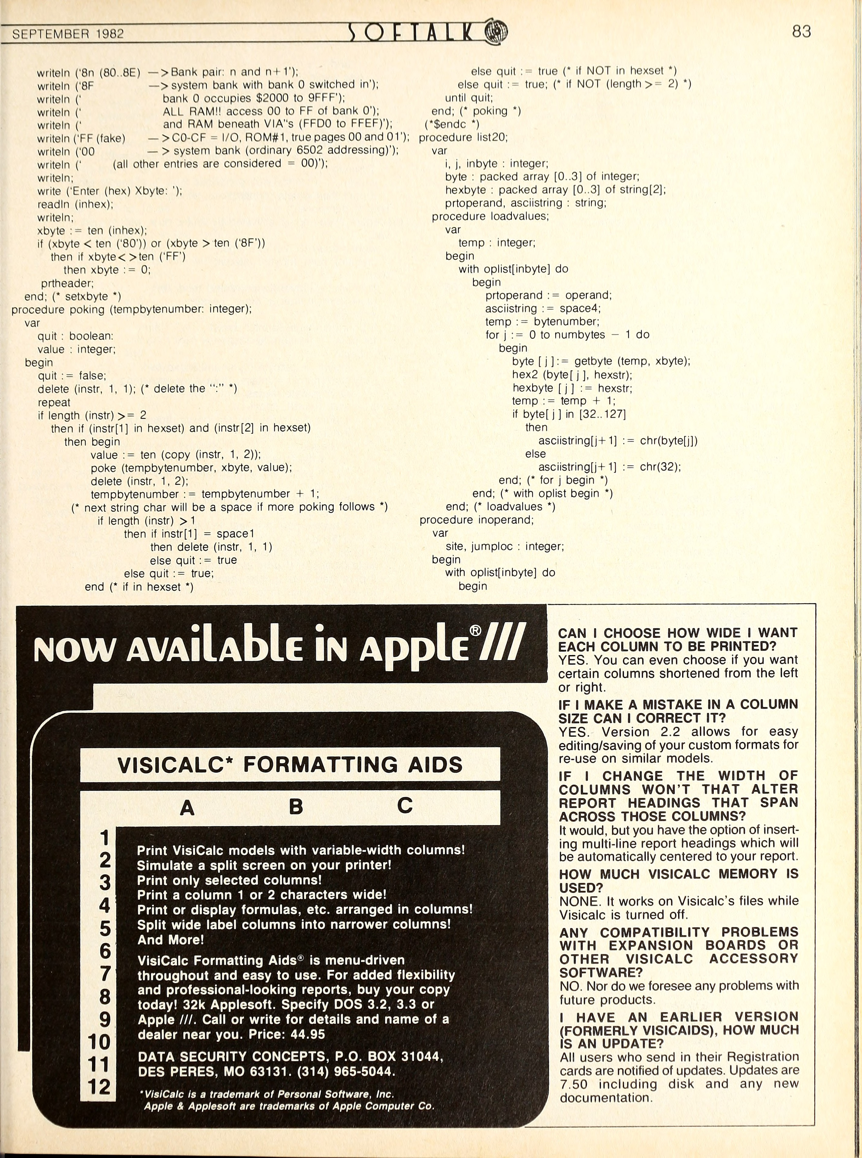 SEPTEMBER 1982
SOFTALK
83
writeln ('8n (80..8E) —>Bank pair: n and n+1');
writeln ('8F —>system bank with bank 0 switched in');
writeln (' bank 0 occupies $2000 to 9FFF');
writeln (' ALL RAM!! access 00 to FF of bank 0');
writeln (' and RAM beneath VIA"s (FFD0 to FFEF)');
writeln ('FF (fake) —>C0-CF = I/O, ROM#1, true pages 00 and 01');
writeln ('00 —> system bank (ordinary 6502 addressing)');
writeln (' (all other entries are considered = 00)');
writeln;
write ('Enter (hex) Xbyte: ');
readln (inhex);
writeln;
xbyte := ten (inhex);
if (xbyte < ten ('80')) or (xbyte > ten ('8F'))
then if xbyte<>ten ('FF')
then xbyte := 0;
prtheader;
end; (* setxbyte *)
procedure poking (tempbytenumber: integer);
var
quit : boolean:
value : integer;
begin
quit := false;
delete (instr, 1, 1); (* delete the ":" *)
repeat
if length (instr) >= 2
then if (instr[1] in hexset) and (instr[2] in hexset)
then begin
value := ten (copy (instr, 1, 2));
poke (tempbytenumber, xbyte, value);
delete (instr, 1, 2);
tempbytenumber := tempbytenumber + 1;
(* next string char will be a space if more poking follows *)
if length (instr) >1
then if instr[1] = space1
then delete (instr, 1, 1)
else quit := true
else quit := true;
end (* if in hexset *)
else quit := true (* if NOT in hexset *)
else quit := true; (* if NOT (length >= 2) *)
until quit;
end; (* poking *)
(*$endc *)
procedure list20;
var
i, j, inbyte : integer;
byte : packed array [0..3] of integer;
hexbyte : packed array [0..3] of string[2];
prtoperand, asciistring : string;
procedure loadvalues;
var
temp : integer;
begin
with oplist[inbyte] do
begin
prtoperand := operand;
asciistring := space4;
temp := bytenumber;
for j := 0 to numbytes − 1 do
begin
byte [ j ]:= getbyte (temp, xbyte);
hex2 (byte[ j ], hexstr);
hexbyte [ j ] := hexstr;
temp := temp + 1;
if byte[ j ] in [32..127]
then
asciistring[j+1] := chr(byte[j])
else
asciistring[j+1] := chr(32);
end; (* for j begin *)
end; (* with oplist begin *)
end; (* loadvalues *)
procedure inoperand;
var
site, jumploc : integer;
begin
with oplist[inbyte] do
begin
NOW AVAILABLE IN Apple® ///
VISICALC* FORMATTING AIDS
A B C
1
2
3
4
5
6
7
8
9
10
11
12
Print VisiCalc models with variable-width columns!
Simulate a split screen on your printer!
Print only selected columns!
Print a column 1 or 2 characters wide!
Print or display formulas, etc. arranged in columns!
Split wide label columns into narrower columns!
And More!
VisiCalc Formatting Aids® is menu-driven
throughout and easy to use. For added flexibility
and professional-looking reports, buy your copy
today! 32k Applesoft. Specify DOS 3.2, 3.3 or
Apple ///. Call or write for details and name of a
dealer near you. Price: 44.95
DATA SECURITY CONCEPTS, P.O. BOX 31044,
DES PERES, MO 63131. (314) 965-5044.
*VisiCalc is a trademark of Personal Software, Inc.
Apple & Applesoft are trademarks of Apple Computer Co.
CAN I CHOOSE HOW WIDE I WANT
EACH COLUMN TO BE PRINTED?
YES. You can even choose if you want
certain columns shortened from the left
or right.
IF I MAKE A MISTAKE IN A COLUMN
SIZE CAN I CORRECT IT?
YES. Version 2.2 allows for easy
editing/saving of your custom formats for
re-use on similar models.
IF I CHANGE THE WIDTH OF
COLUMNS WON'T THAT ALTER
REPORT HEADINGS THAT SPAN
ACROSS THOSE COLUMNS?
It would, but you have the option of insert-
ing multi-line report headings which will
be automatically centered to your report.
HOW MUCH VISICALC MEMORY IS
USED?
NONE. It works on Visicalc's files while
Visicalc is turned off.
ANY COMPATIBILITY PROBLEMS
WITH EXPANSION BOARDS OR
OTHER VISICALC ACCESSORY
SOFTWARE?
NO. Nor do we foresee any problems with
future products.
I HAVE AN EARLIER VERSION
(FORMERLY VISICAIDS), HOW MUCH
IS AN UPDATE?
All users who send in their Registration
cards are notified of updates. Updates are
7.50 including disk and any new
documentation.